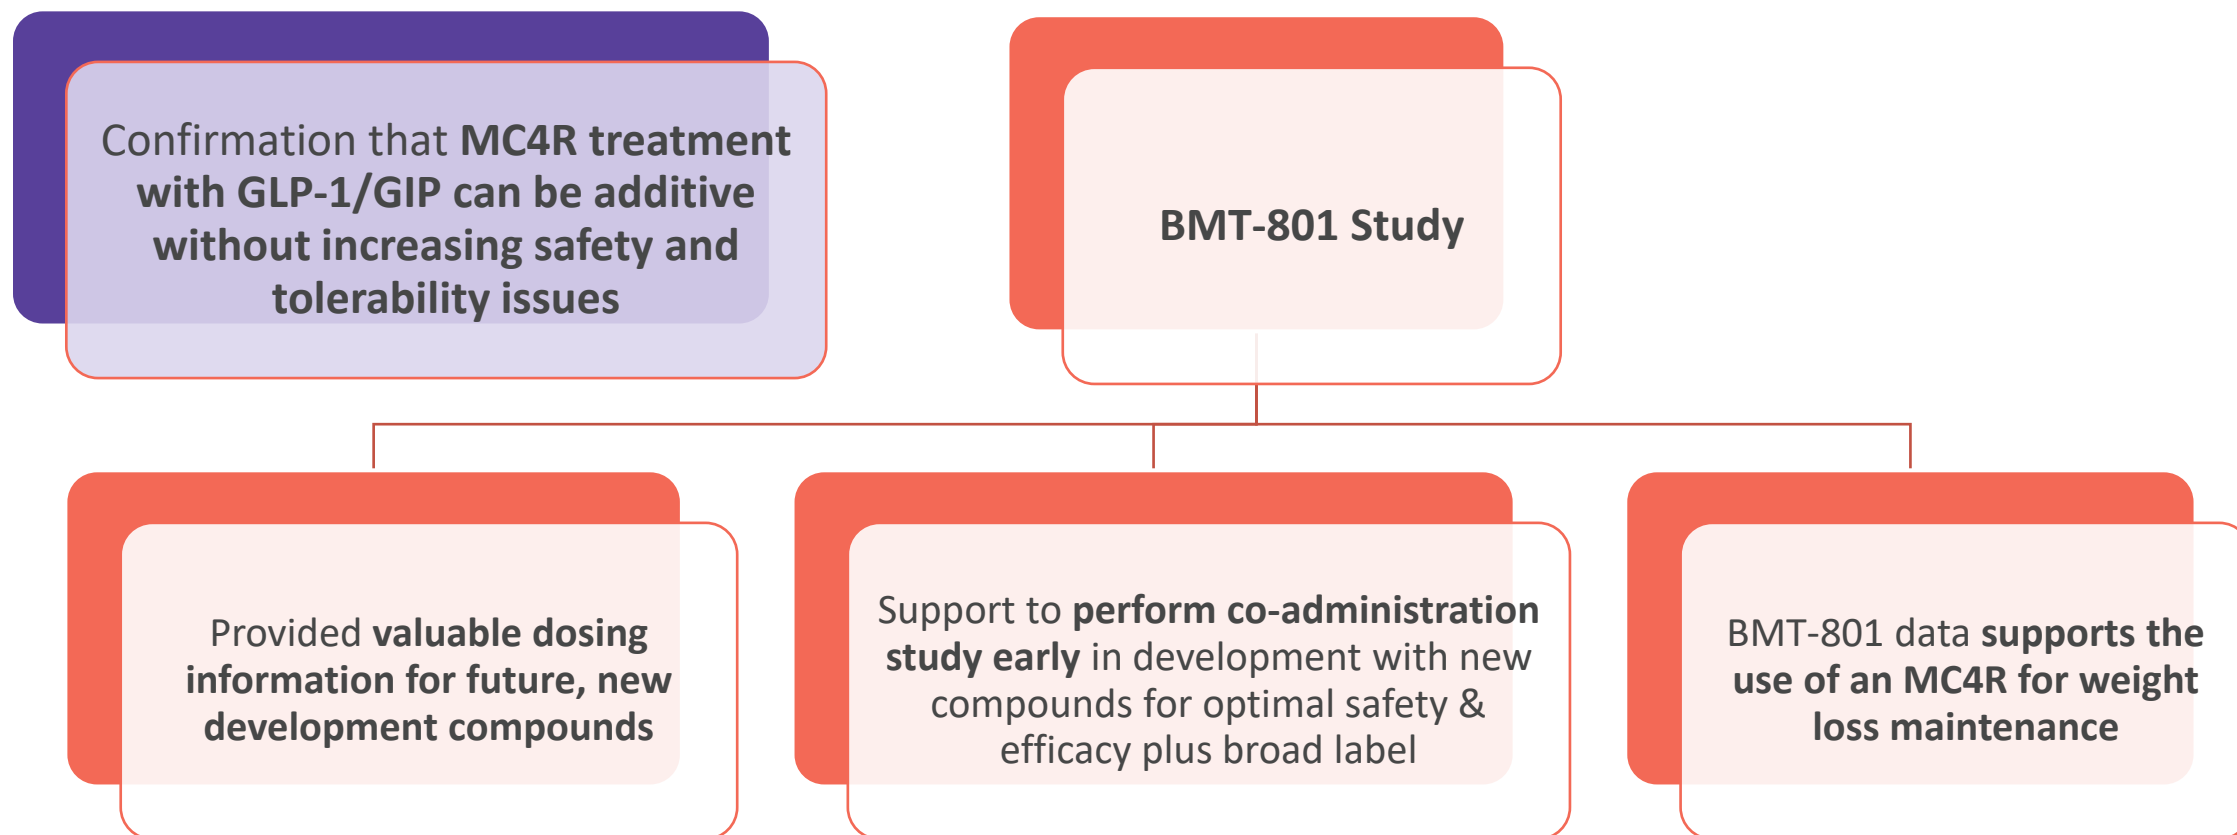 Confirmation that MC4R treatment
with GLP-1/GIP can be additive
without increasing safety and
tolerability issues
BMT-801 Study
Provided valuable dosing
information for future, new
development compounds
Support to perform co-administration
study early in development with new
compounds for optimal safety &
efficacy plus broad label
BMT-801 data supports the
use of an MC4R for weight
loss maintenance